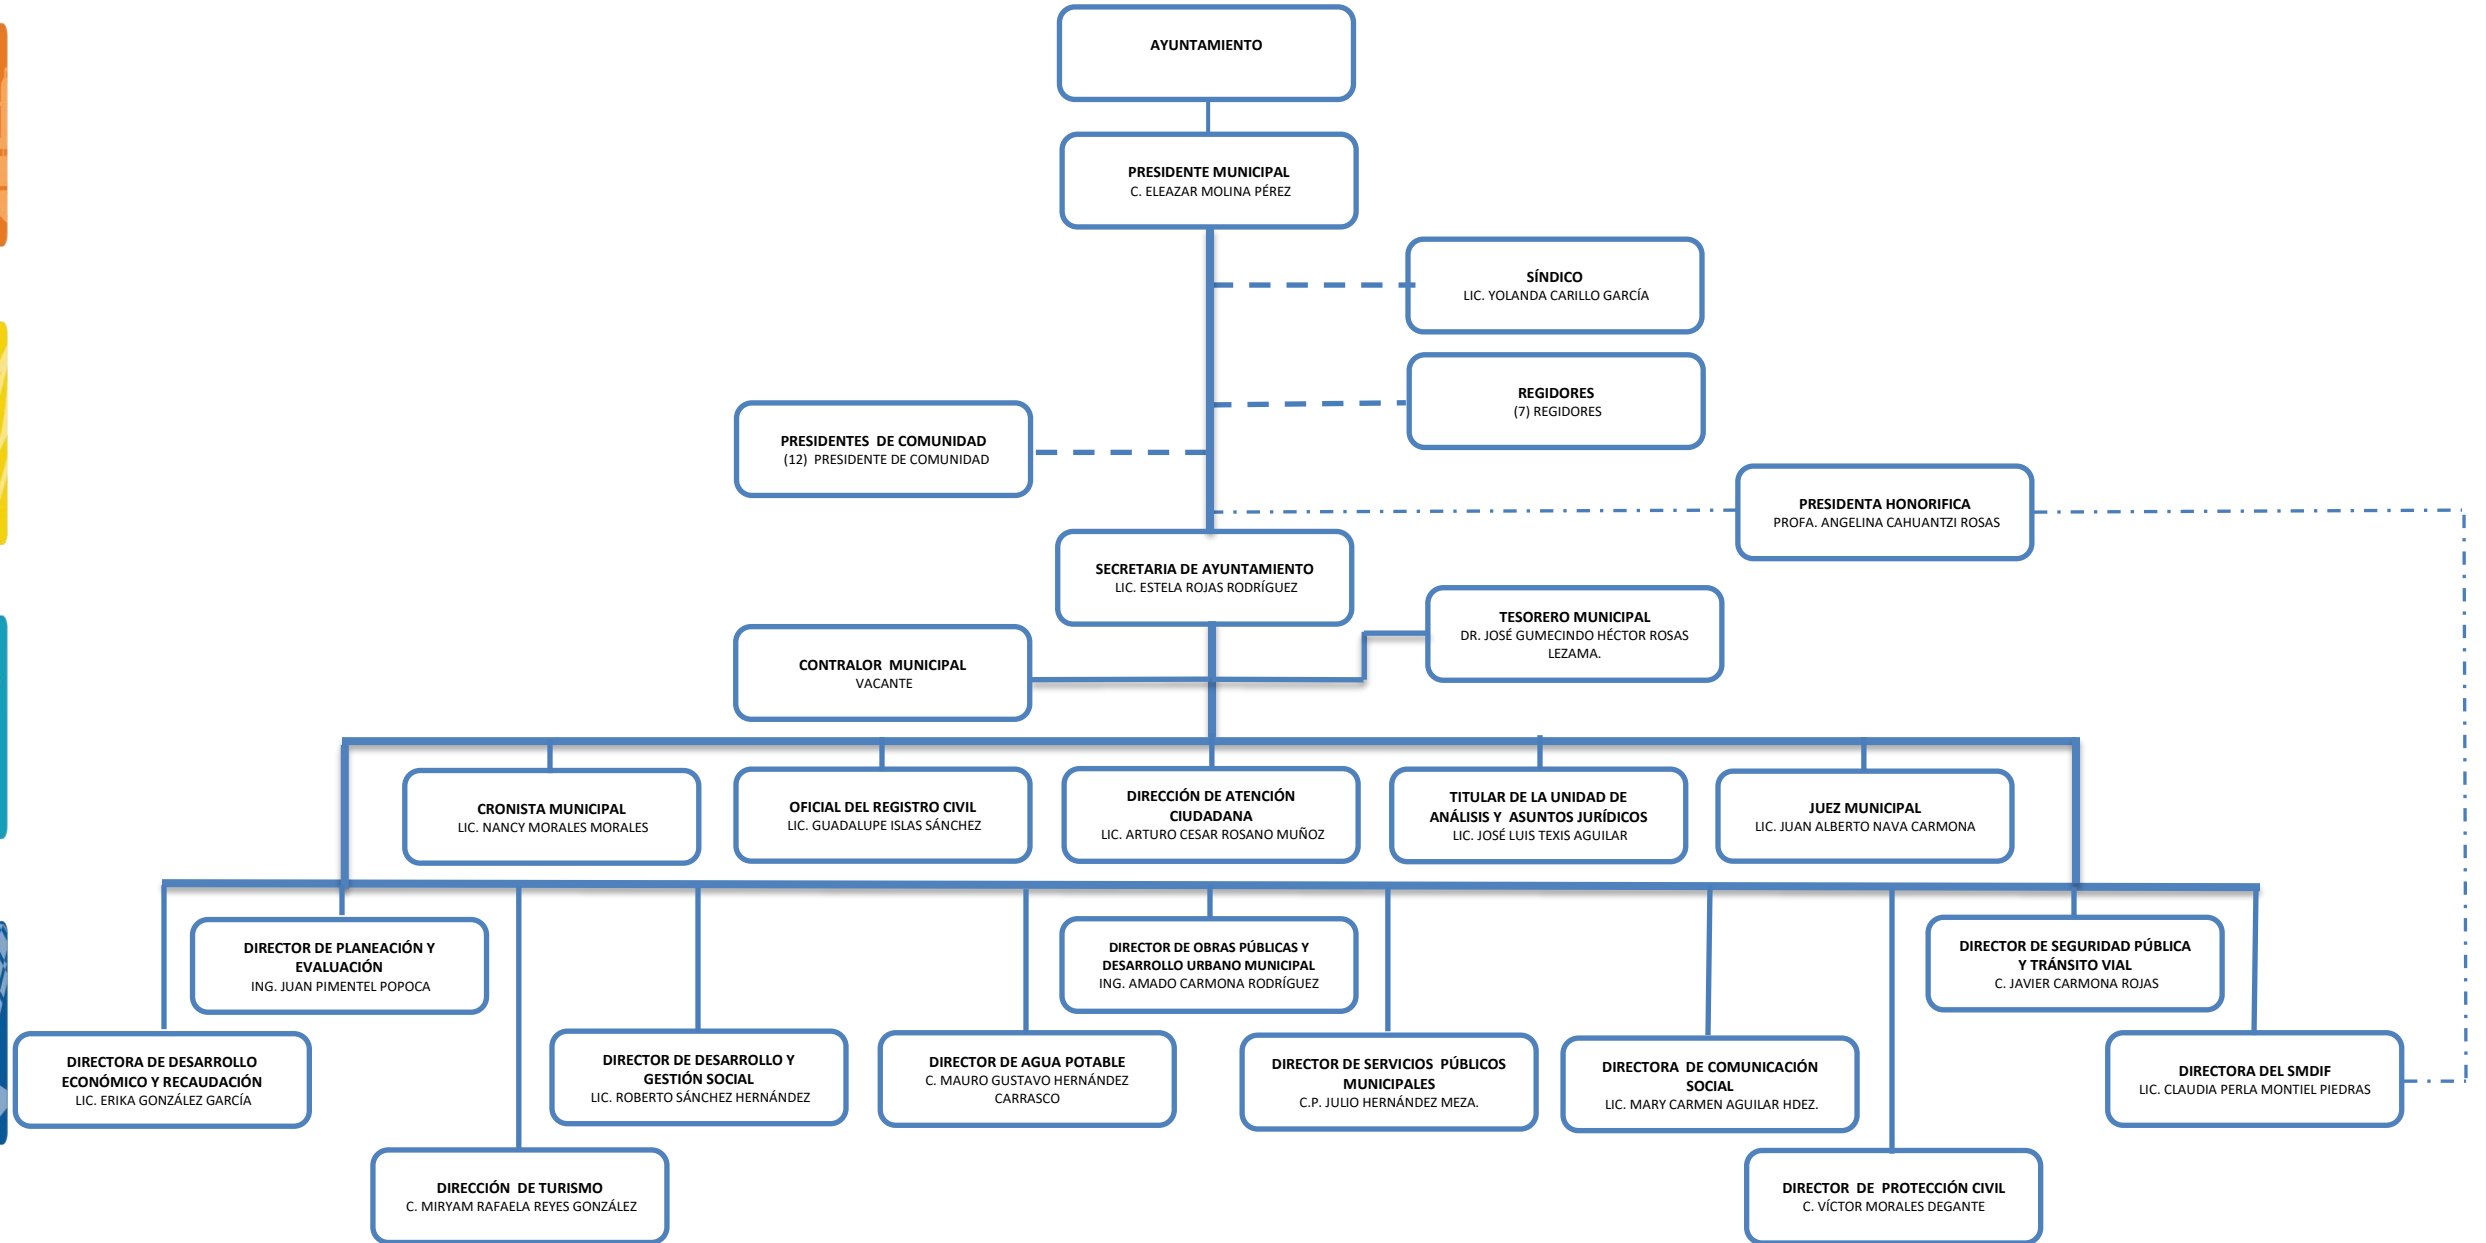 AYUNTAMIENTO
PRESIDENTE MUNICIPAL
C. ELEAZAR MOLINA PÉREZ
SÍNDICO
LIC. YOLANDA CARILLO GARCÍA
REGIDORES
(7) REGIDORES
PRESIDENTES DE COMUNIDAD
(12) PRESIDENTE DE COMUNIDAD
PRESIDENTA HONORIFICA
PROFA. ANGELINA CAHUANTZI ROSAS
SECRETARIA DE AYUNTAMIENTO
LIC. ESTELA ROJAS RODRÍGUEZ
TESORERO MUNICIPAL
DR. JOSÉ GUMECINDO HÉCTOR ROSAS
LEZAMA.
CONTRALOR MUNICIPAL
VACANTE
CRONISTA MUNICIPAL
LIC. NANCY MORALES MORALES
OFICIAL DEL REGISTRO CIVIL
LIC. GUADALUPE ISLAS SÁNCHEZ
DIRECCIÓN DE ATENCIÓN
CIUDADANA
LIC. ARTURO CESAR ROSANO MUÑOZ
TITULAR DE LA UNIDAD DE
ANÁLISIS Y ASUNTOS JURÍDICOS
LIC. JOSÉ LUIS TEXIS AGUILAR
JUEZ MUNICIPAL
LIC. JUAN ALBERTO NAVA CARMONA
DIRECTOR DE PLANEACIÓN Y
EVALUACIÓN
ING. JUAN PIMENTEL POPOCA
DIRECTOR DE OBRAS PÚBLICAS Y
DESARROLLO URBANO MUNICIPAL
ING. AMADO CARMONA RODRÍGUEZ
DIRECTOR DE SEGURIDAD PÚBLICA
Y TRÁNSITO VIAL
C. JAVIER CARMONA ROJAS
DIRECTORA DE DESARROLLO
ECONÓMICO Y RECAUDACIÓN
LIC. ERIKA GONZÁLEZ GARCÍA
DIRECTOR DE DESARROLLO Y
GESTIÓN SOCIAL
LIC. ROBERTO SÁNCHEZ HERNÁNDEZ
DIRECTOR DE AGUA POTABLE
C. MAURO GUSTAVO HERNÁNDEZ
CARRASCO
DIRECTOR DE SERVICIOS PÚBLICOS
MUNICIPALES
C.P. JULIO HERNÁNDEZ MEZA.
DIRECTORA DE COMUNICACIÓN
SOCIAL
LIC. MARY CARMEN AGUILAR HDEZ.
DIRECTORA DEL SMDIF
LIC. CLAUDIA PERLA MONTIEL PIEDRAS
DIRECCIÓN DE TURISMO
C. MIRYAM RAFAELA REYES GONZÁLEZ
DIRECTOR DE PROTECCIÓN CIVIL
C. VÍCTOR MORALES DEGANTE